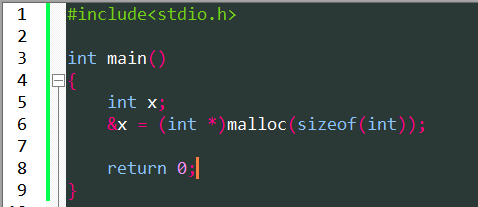 1 #include<stdio.h>
2
3 int main()
4 {
5 int x;
6 &x = (int *)malloc(sizeof(int));
7
8 return 0;
9 }